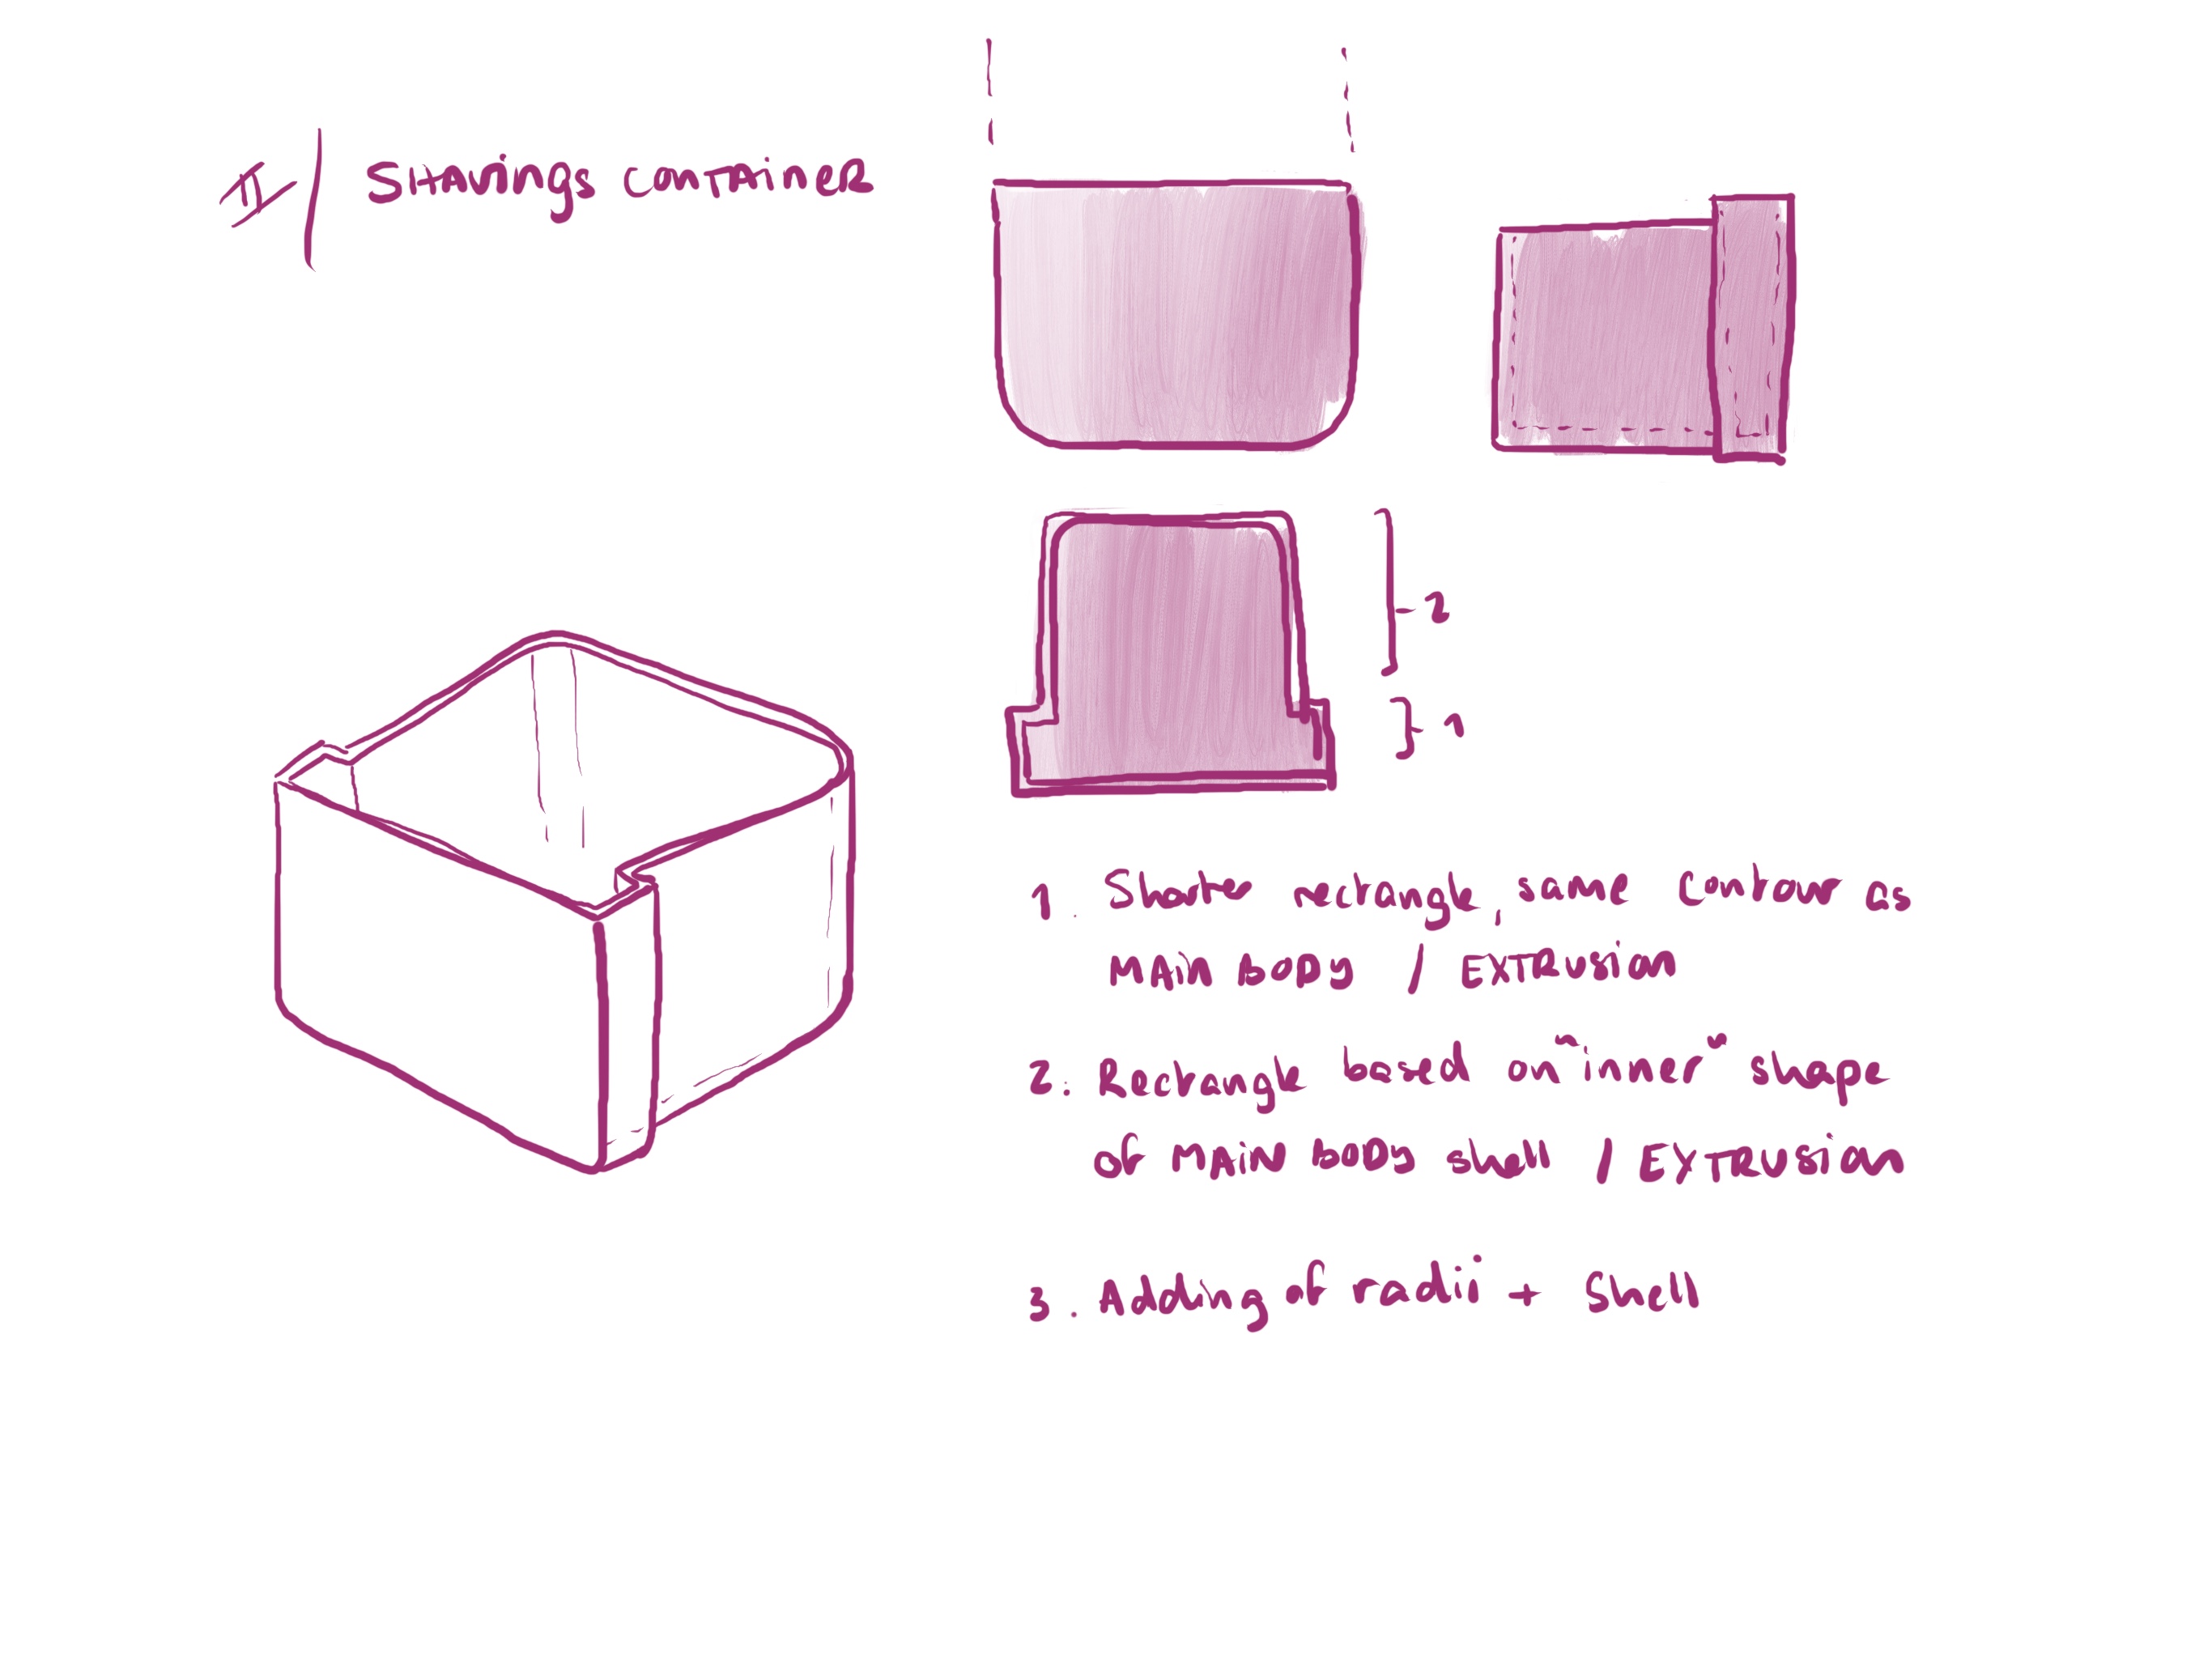 II/ SHAVINGS CONTAINER
2
1
1. Shorter rectangle, same contour as
MAIN BODY / EXTRUSION
2: Rectangle based on "inner" shape
of MAIN BODY shell / EXTRUSION
3. Adding of radii + Shell